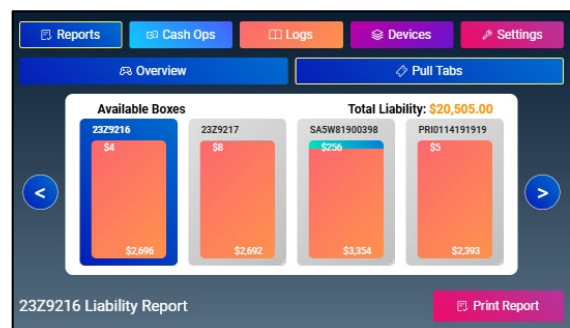 Reports
Cash Ops
Logs
Devices
Settings
Overview
Pull Tabs
Available Boxes
Total Liability: $20,505.00
23Z9216
$4
$2,696
23Z9217
$8
$2,692
SA5W81900398
$256
$3,354
PRI0114191919
$5
$2,393
<
>
23Z9216 Liability Report
Print Report